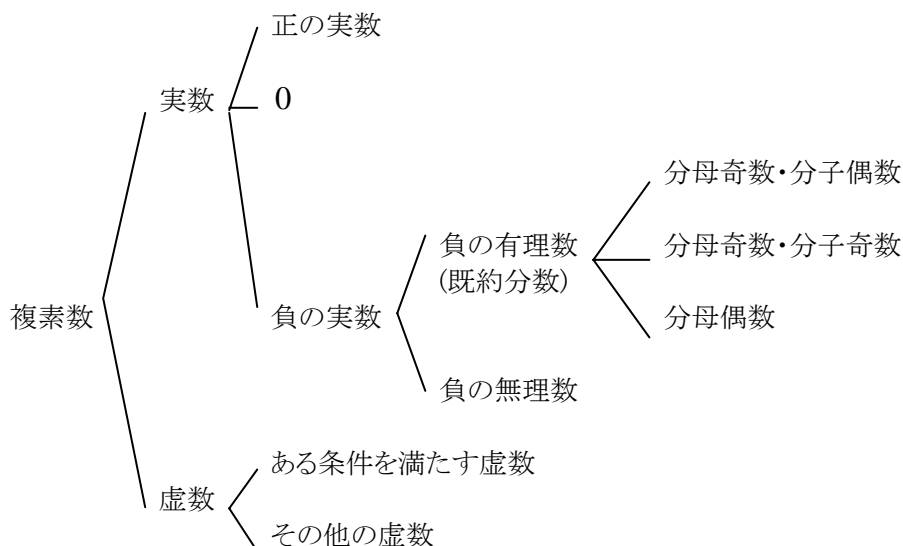 正の実数
実数
0
分母奇数・分子偶数
負の有理数
(既約分数)
分母奇数・分子奇数
複素数
負の実数
分母偶数
負の無理数
ある条件を満たす虚数
虚数
その他の虚数